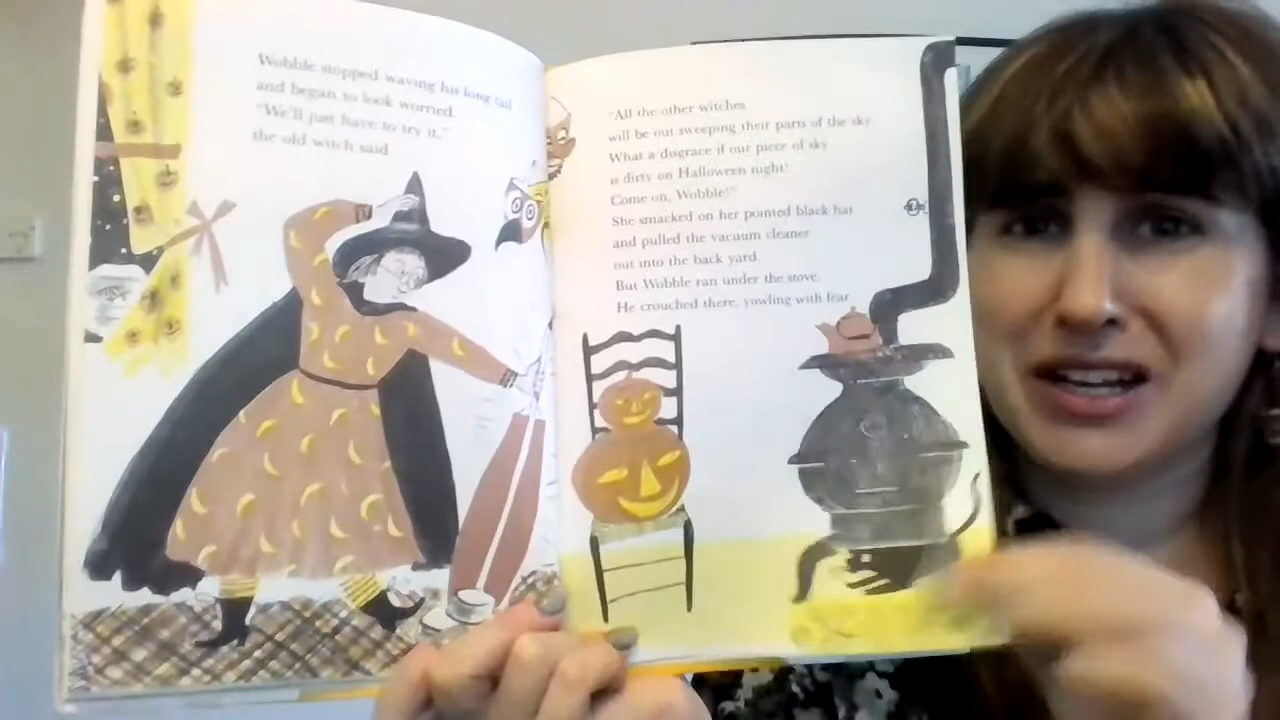 Wobble stopped waving his long tail
and began to look worried.
"We'll just have to try it,"
the old witch said.
"All the other witches
will be out sweeping their parts of the sky.
What a disgrace if our piece of sky
is dirty on Halloween night!
Come on, Wobble!"
She smacked on her pointed black hat
and pulled the vacuum cleaner
out into the back yard.
But Wobble ran under the stove.
He crouched there, yowling with fear.